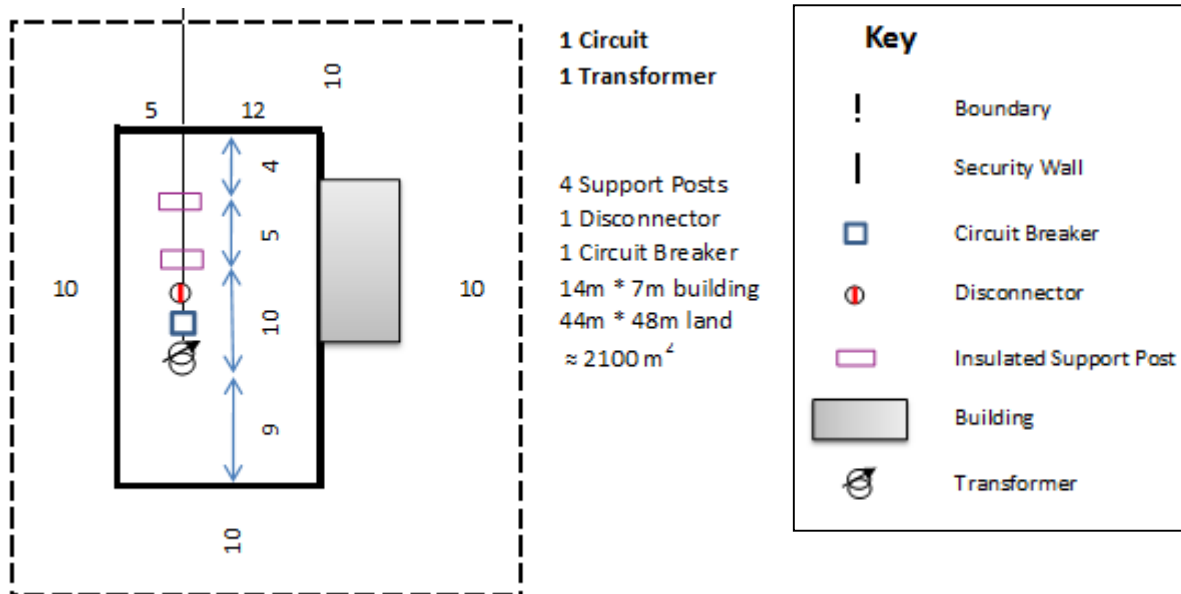 1 Circuit
1 Transformer
10
5
12
4
5
10
10
10
9
10
4 Support Posts
1 Disconnector
1 Circuit Breaker
14m * 7m building
44m * 48m land
≈ 2100 m²
Key
Boundary
Security Wall
Circuit Breaker
Disconnector
Insulated Support Post
Building
Transformer